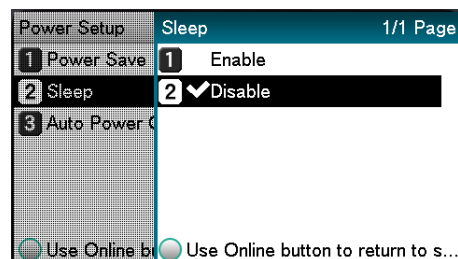 Power Setup
1 Power Save
2 Sleep
3 Auto Power
Use Online
Sleep 1/1 Page
1 Enable
2 Disable
Use Online button to return to s...